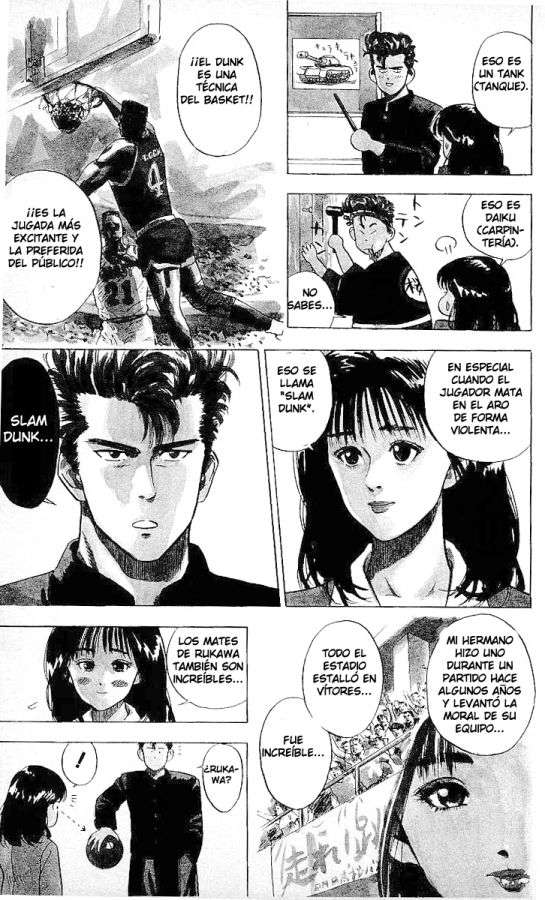 ESO ES
UN TANK
(TANQUE).
ESO ES
DAIKU
(CARPIN-
TERÍA).
NO
SABES...
¡¡EL DUNK
ES UNA
TÉCNICA
DEL BASKET!!
4
21
¡¡ES LA
JUGADA MÁS
EXCITANTE Y
LA PREFERIDA
DEL PÚBLICO!!
EN ESPECIAL
CUANDO EL
JUGADOR MATA
EN EL ARO
DE FORMA
VIOLENTA...
ESO SE
LLAMA
"SLAM
DUNK".
SLAM
DUNK...
MI HERMANO
HIZO UNO
DURANTE UN
PARTIDO HACE
ALGUNOS AÑOS
Y LEVANTÓ LA
MORAL DE SU
EQUIPO...
TODO EL
ESTADIO
ESTALLÓ EN
VÍTORES...
FUE
INCREÍBLE...
走れ
LOS MATES
DE RUKAWA
TAMBIÉN SON
INCREÍBLES...
¿RUKA-
WA?
!